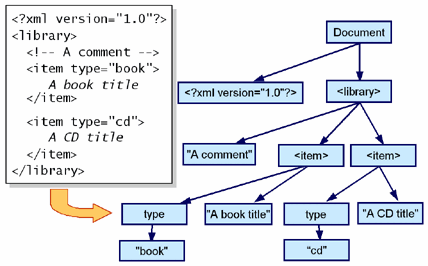 <?xml version="1.0"?>
<library>
<!-- A comment -->
<item type="book">
A book title
</item>
<item type="cd">
A CD title
</item>
</library>
Document
<?xml version="1.0"?>
<library>
"A comment"
<item>
<item>
type
"A book title"
type
"A CD title"
"book"
"cd"